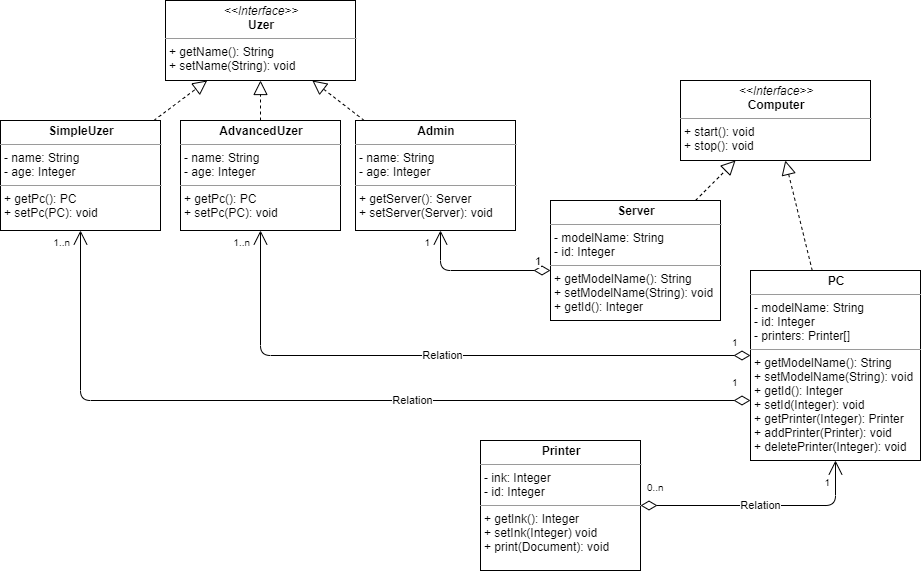 <<Interface>>
Uzer
+ getName(): String
+ setName(String): void
SimpleUzer
- name: String
- age: Integer
+ getPc(): PC
+ setPc(PC): void
AdvancedUzer
- name: String
- age: Integer
+ getPc(): PC
+ setPc(PC): void
Admin
- name: String
- age: Integer
+ getServer(): Server
+ setServer(Server): void
<<Interface>>
Computer
+ start(): void
+ stop(): void
Server
- modelName: String
- id: Integer
+ getModelName(): String
+ setModelName(String): void
+ getId(): Integer
1..n
1..n
1
1
PC
- modelName: String
- id: Integer
- printers: Printer[]
+ getModelName(): String
+ setModelName(String): void
+ getId(): Integer
+ setId(Integer): void
+ getPrinter(Integer): Printer
+ addPrinter(Printer): void
+ deletePrinter(Integer): void
1
Relation
1
Relation
Printer
- ink: Integer
- id: Integer
+ getInk(): Integer
+ setInk(Integer) void
+ print(Document): void
0..n
1
Relation